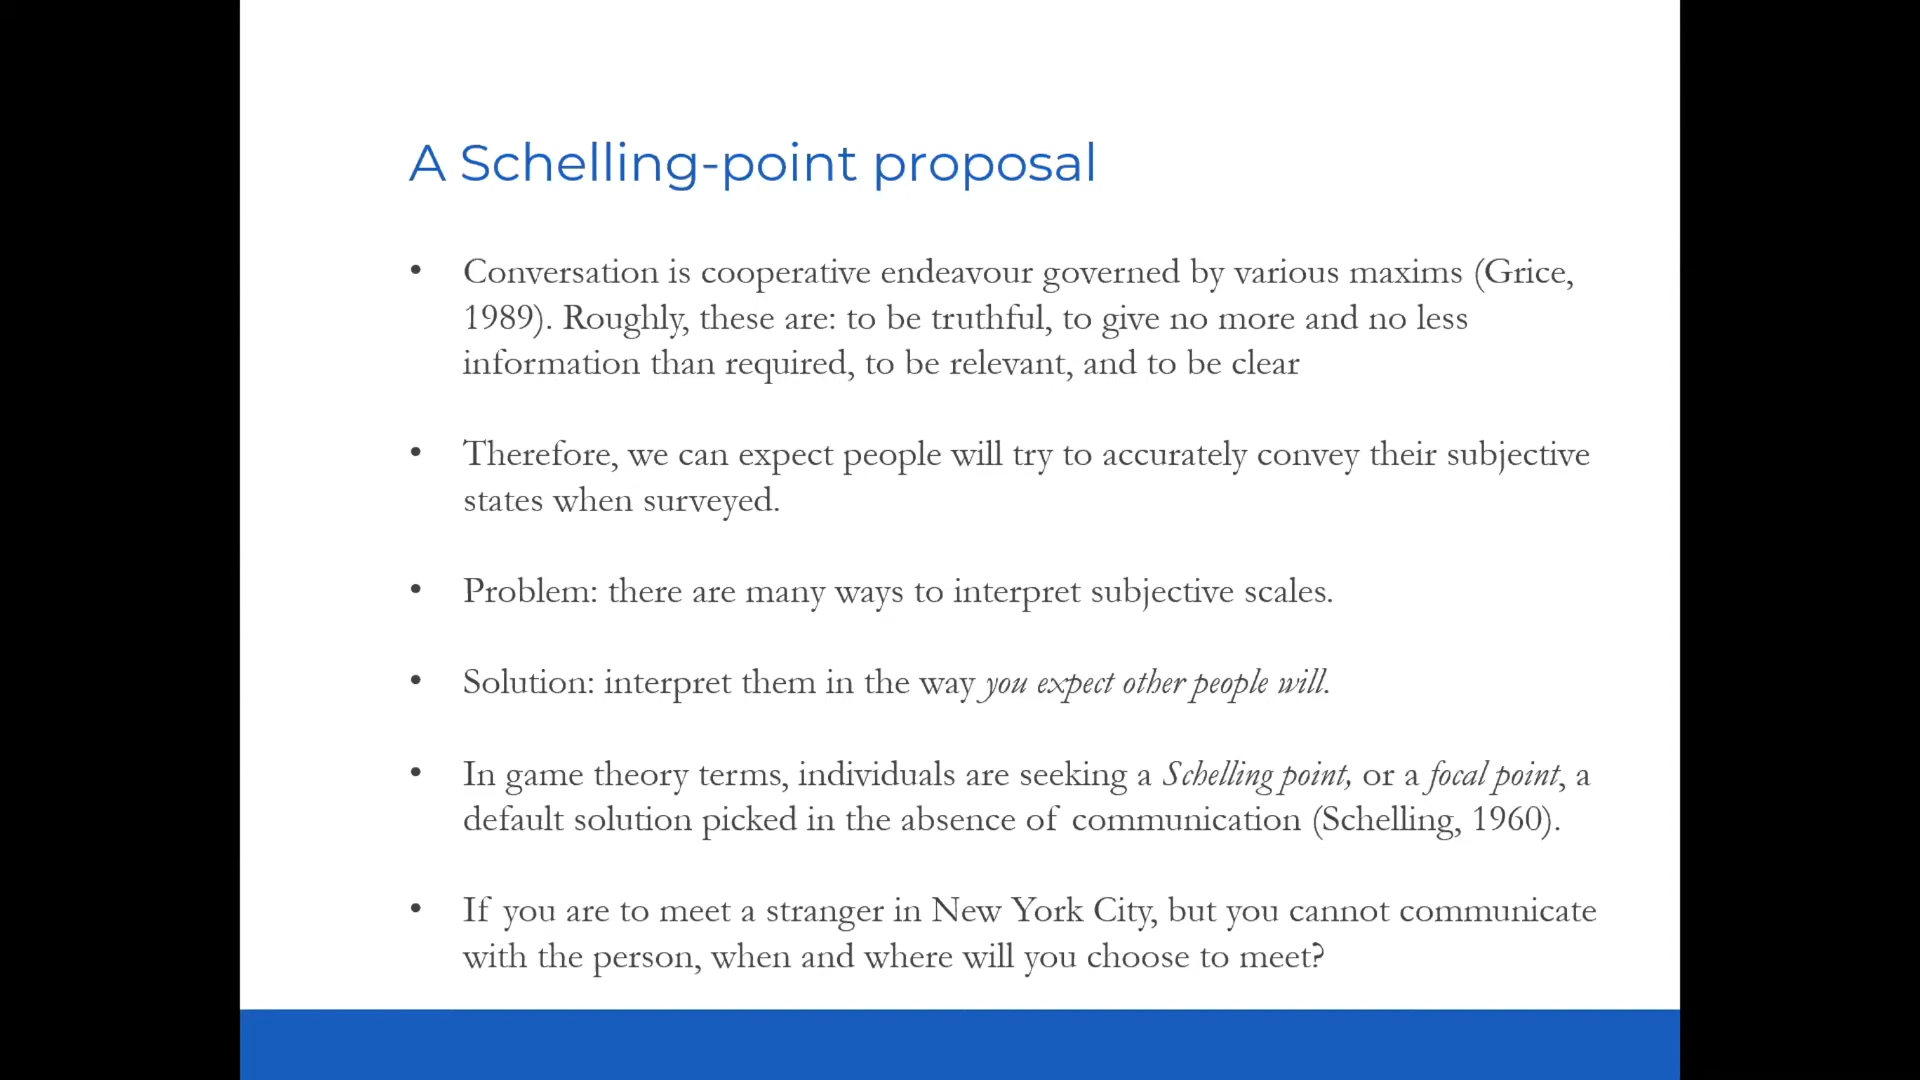 A Schelling-point proposal
• Conversation is cooperative endeavour governed by various maxims (Grice,
1989). Roughly, these are: to be truthful, to give no more and no less
information than required, to be relevant, and to be clear
• Therefore, we can expect people will try to accurately convey their subjective
states when surveyed.
• Problem: there are many ways to interpret subjective scales.
• Solution: interpret them in the way you expect other people will.
• In game theory terms, individuals are seeking a Schelling point, or a focal point, a
default solution picked in the absence of communication (Schelling, 1960).
• If you are to meet a stranger in New York City, but you cannot communicate
with the person, when and where will you choose to meet?